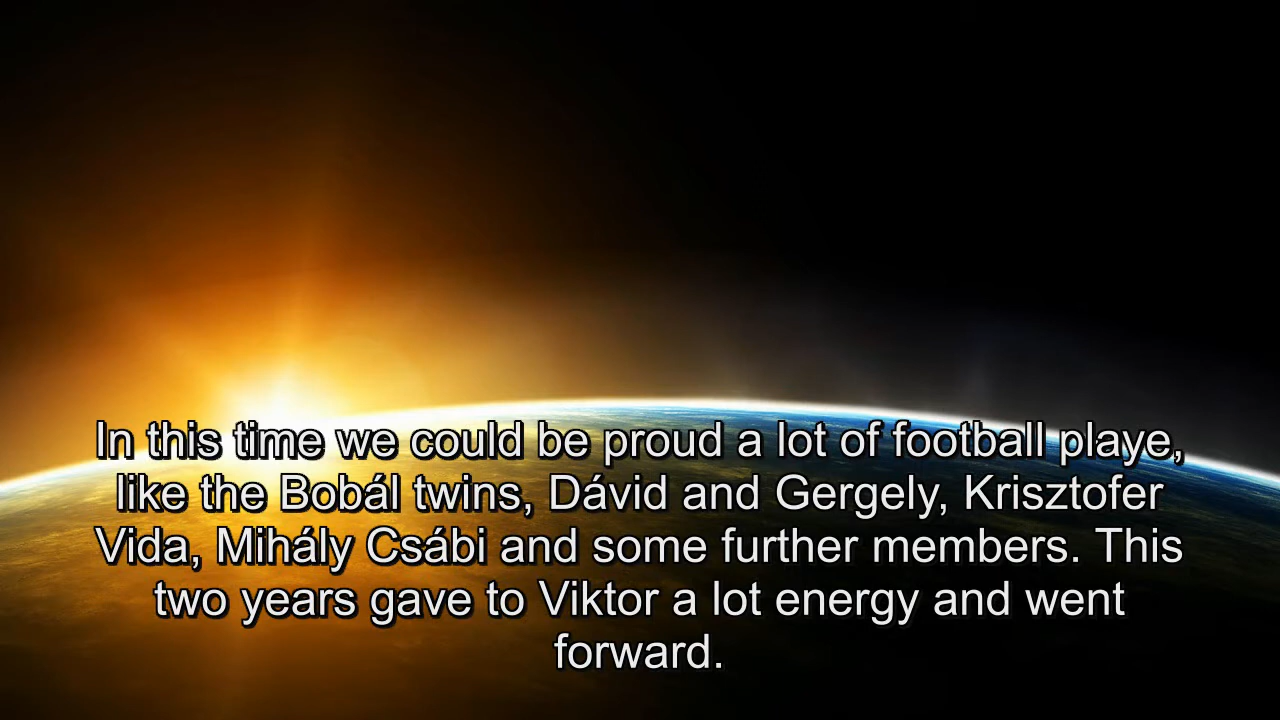 In this time we could be proud a lot of football playe,
like the Bobál twins, Dávid and Gergely, Krisztofer
Vida, Mihály Csábi and some further members. This
two years gave to Viktor a lot energy and went
forward.